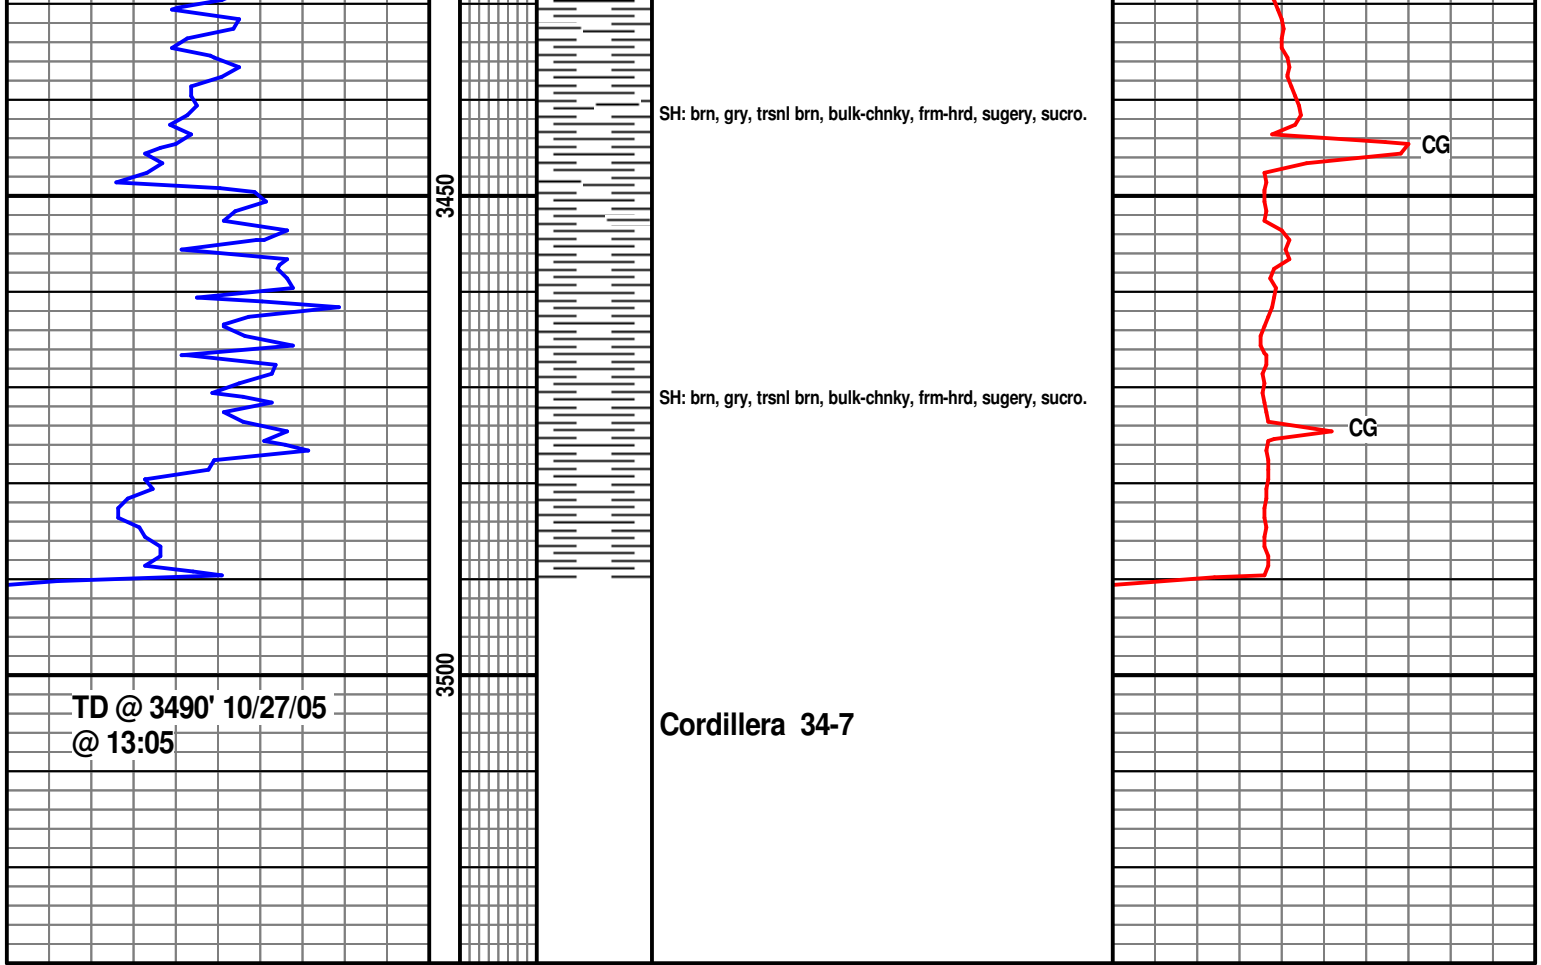 SH: brn, gry, trsnl brn, bulk-chnky, frm-hrd, sugery, sucro.
CG
3450
SH: brn, gry, trsnl brn, bulk-chnky, frm-hrd, sugery, sucro.
CG
3500
TD @ 3490' 10/27/05
@ 13:05
Cordillera 34-7